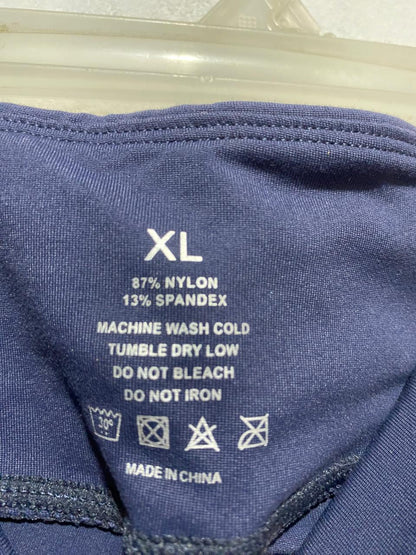 XL
87% NYLON
13% SPANDEX
MACHINE WASH COLD
TUMBLE DRY LOW
DO NOT BLEACH
DO NOT IRON
30°
MADE IN CHINA